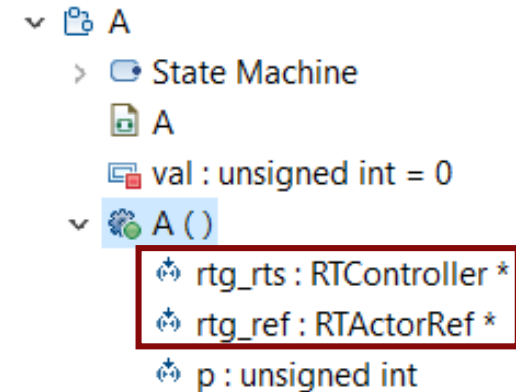 A
State Machine
A
val : unsigned int = 0
A ( )
rtg_rts : RTController *
rtg_ref : RTActorRef *
p : unsigned int